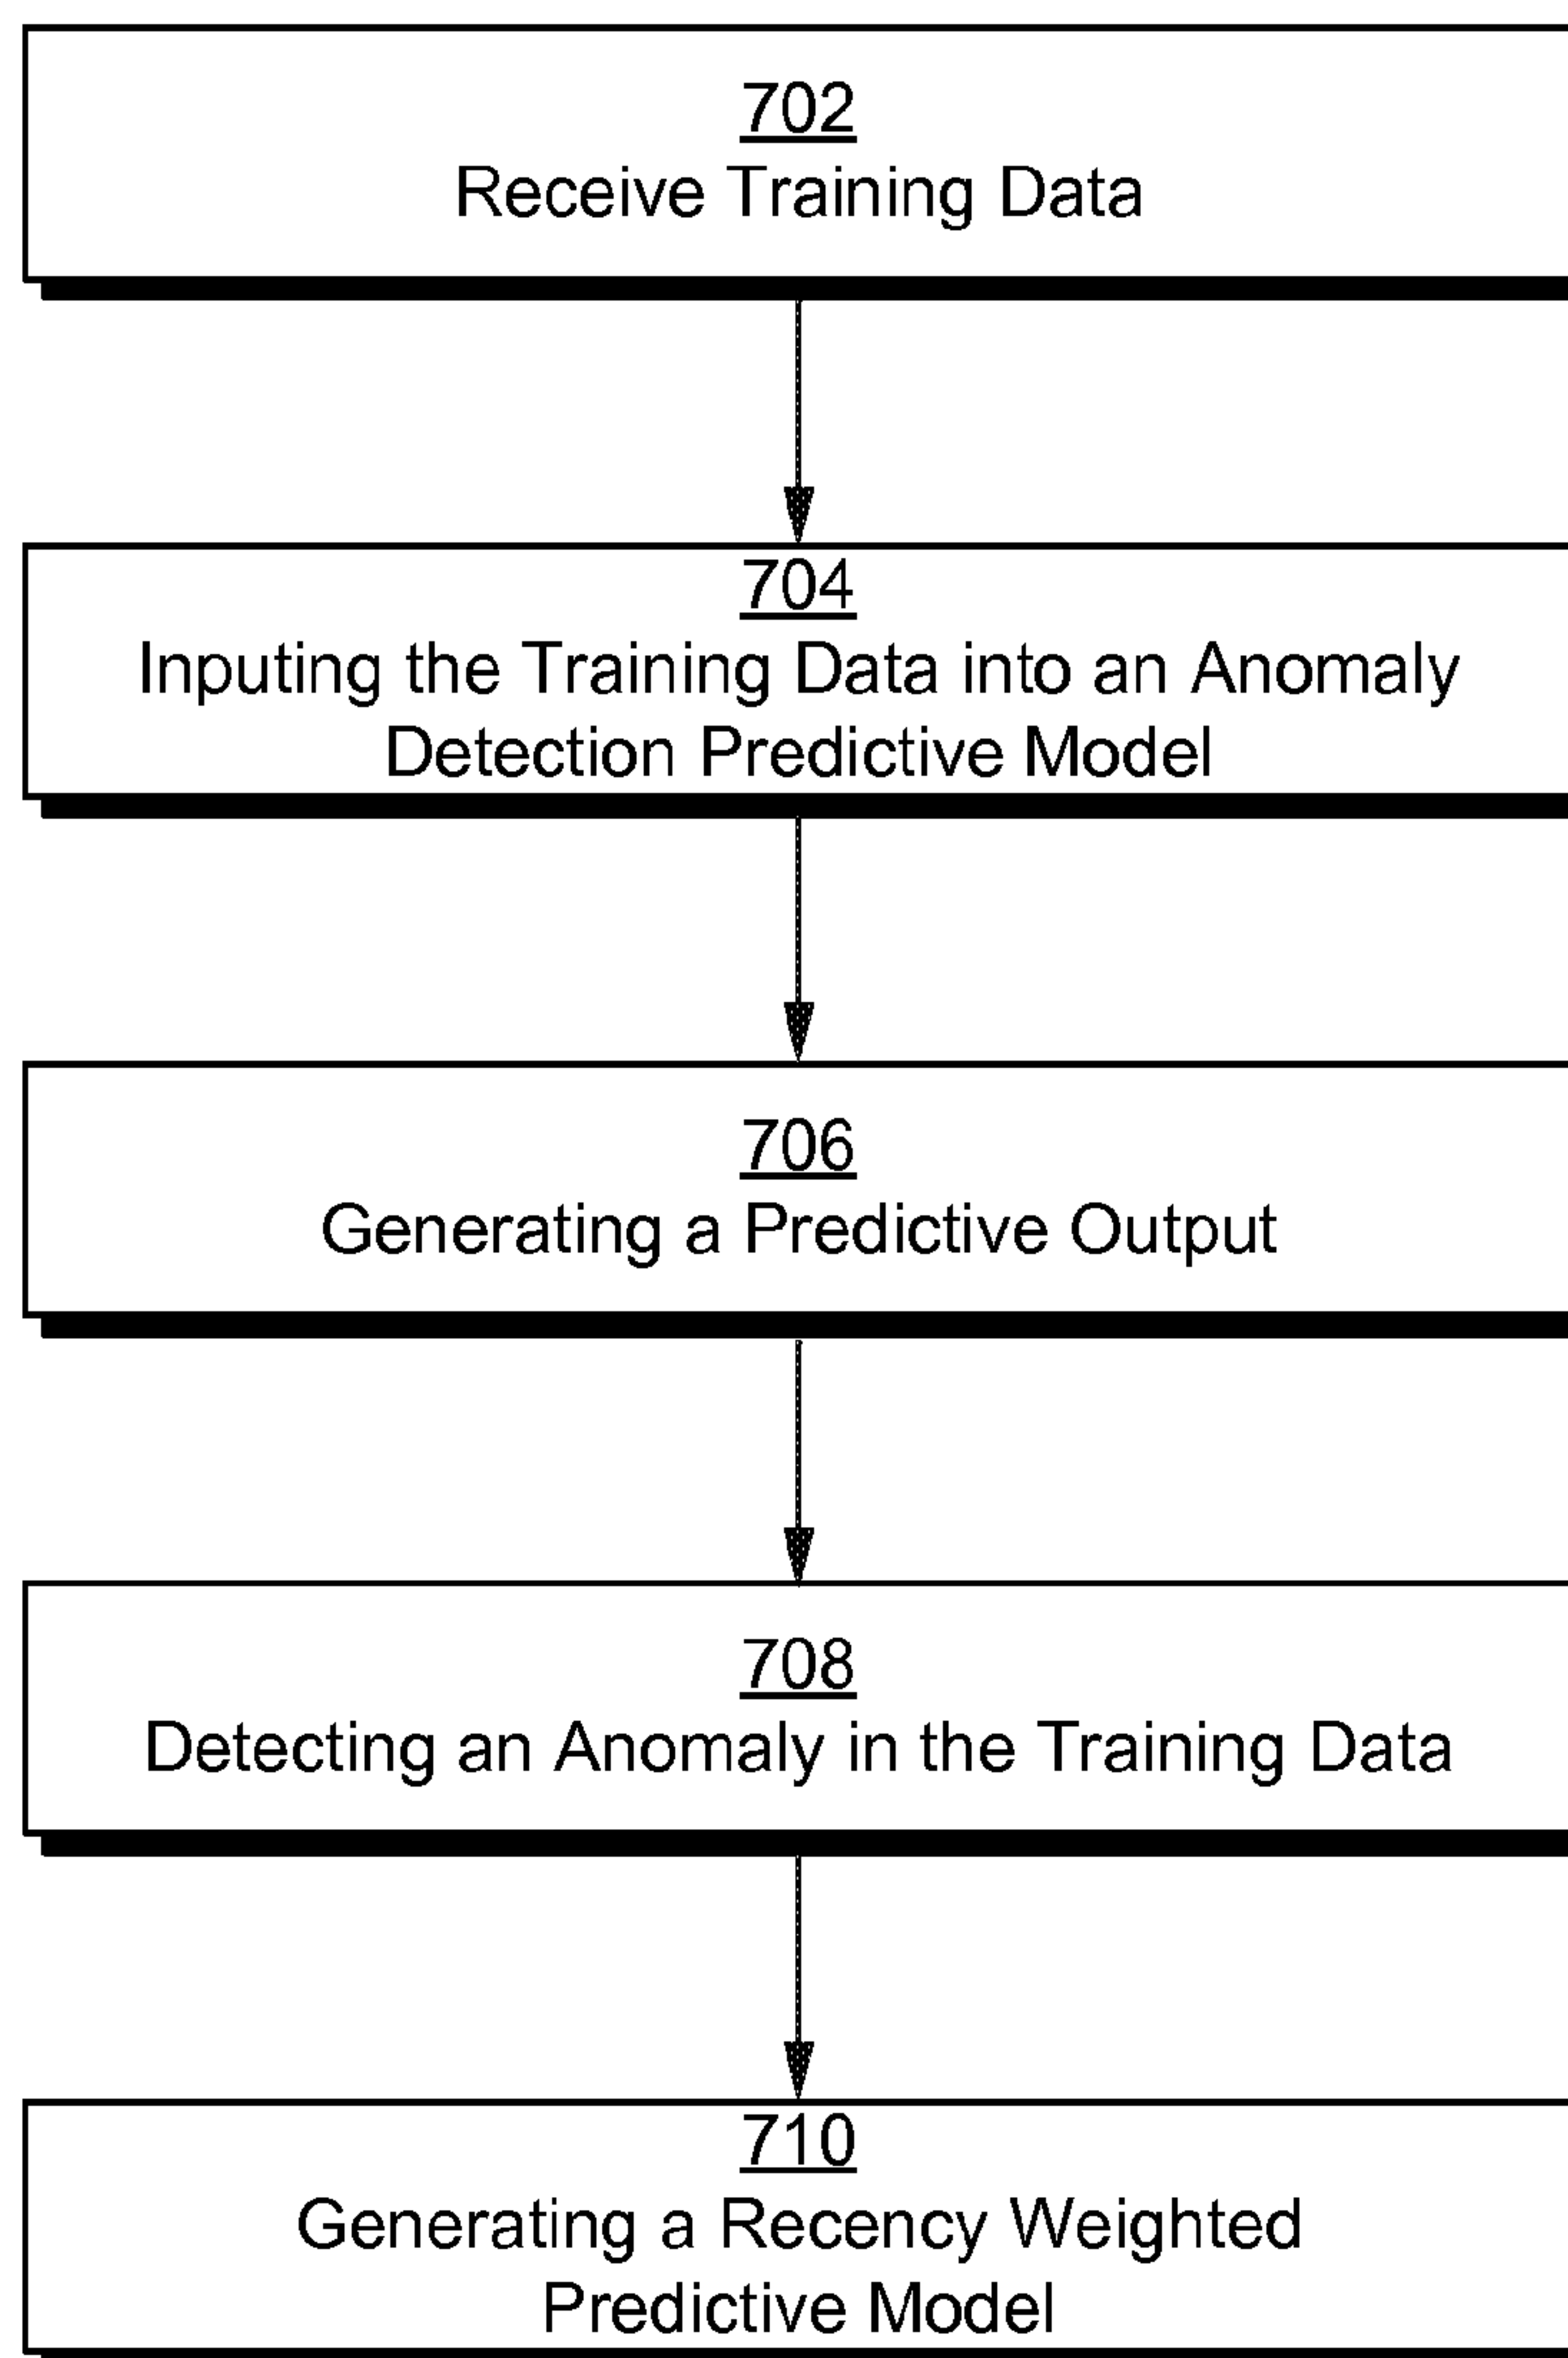 702
Receive Training Data
704
Inputing the Training Data into an Anomaly
Detection Predictive Model
706
Generating a Predictive Output
708
Detecting an Anomaly in the Training Data
710
Generating a Recency Weighted
Predictive Model